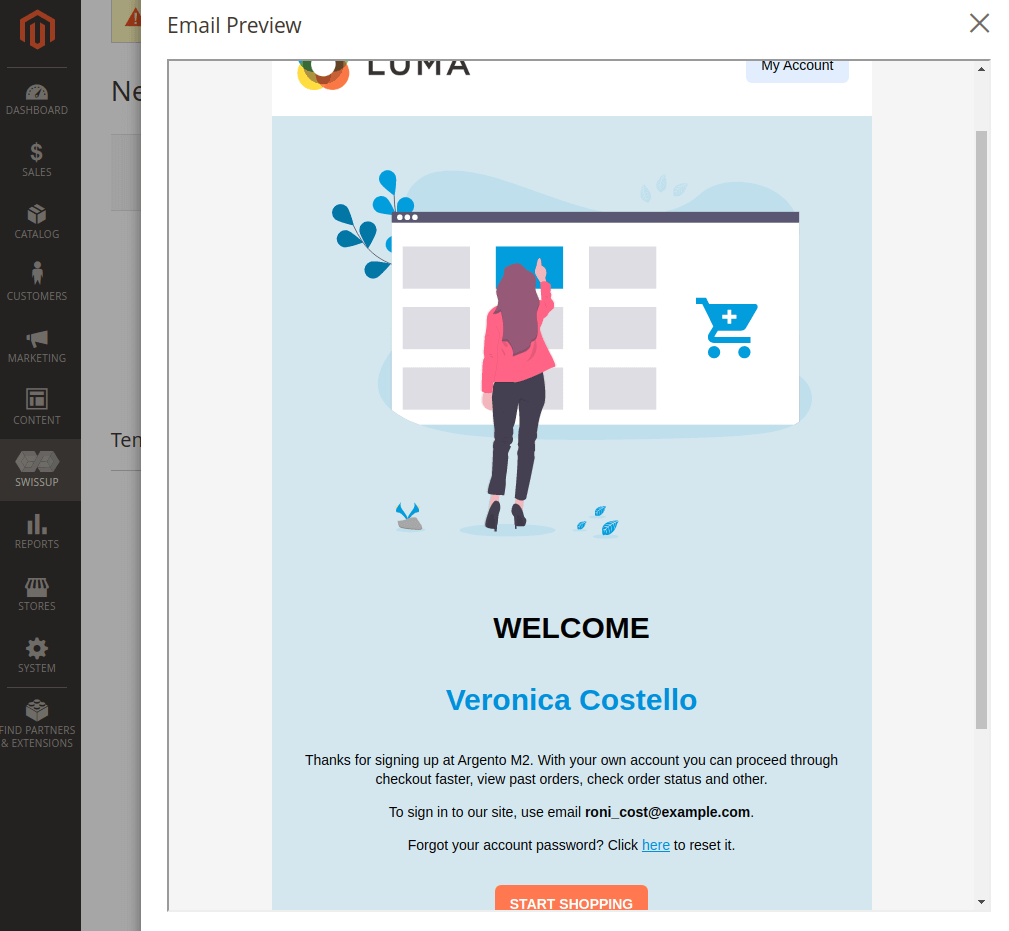 Email Preview
LUMA
My Account
DASHBOARD
Ne
$
SALES
CATALOG
CUSTOMERS
MARKETING
CONTENT
Ten
SWISSUP
REPORTS
STORES
SYSTEM
FIND PARTNERS
& EXTENSIONS
WELCOME
Veronica Costello
Thanks for signing up at Argento M2. With your own account you can proceed through
checkout faster, view past orders, check order status and other.
To sign in to our site, use email roni_cost@example.com.
Forgot your account password? Click here to reset it.
START SHOPPING